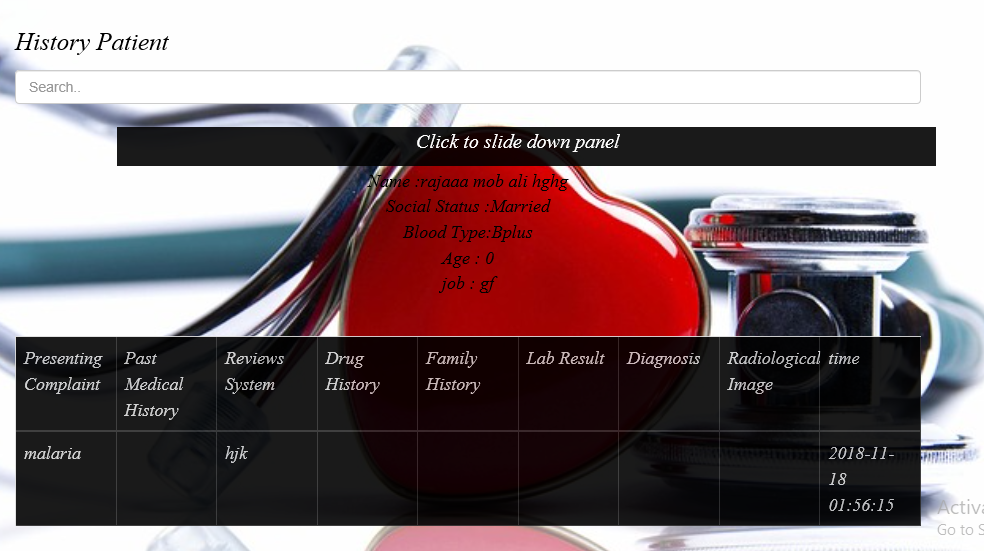 History Patient
Search..
Click to slide down panel
Name :rajaaa mob ali hghg
Social Status :Married
Blood Type:Bplus
Age : 0
job : gf
Presenting Complaint
Past Medical History
Reviews System
Drug History
Family History
Lab Result
Diagnosis
Radiological Image
time
malaria
hjk
2018-11-18 01:56:15
Activa
Go to S